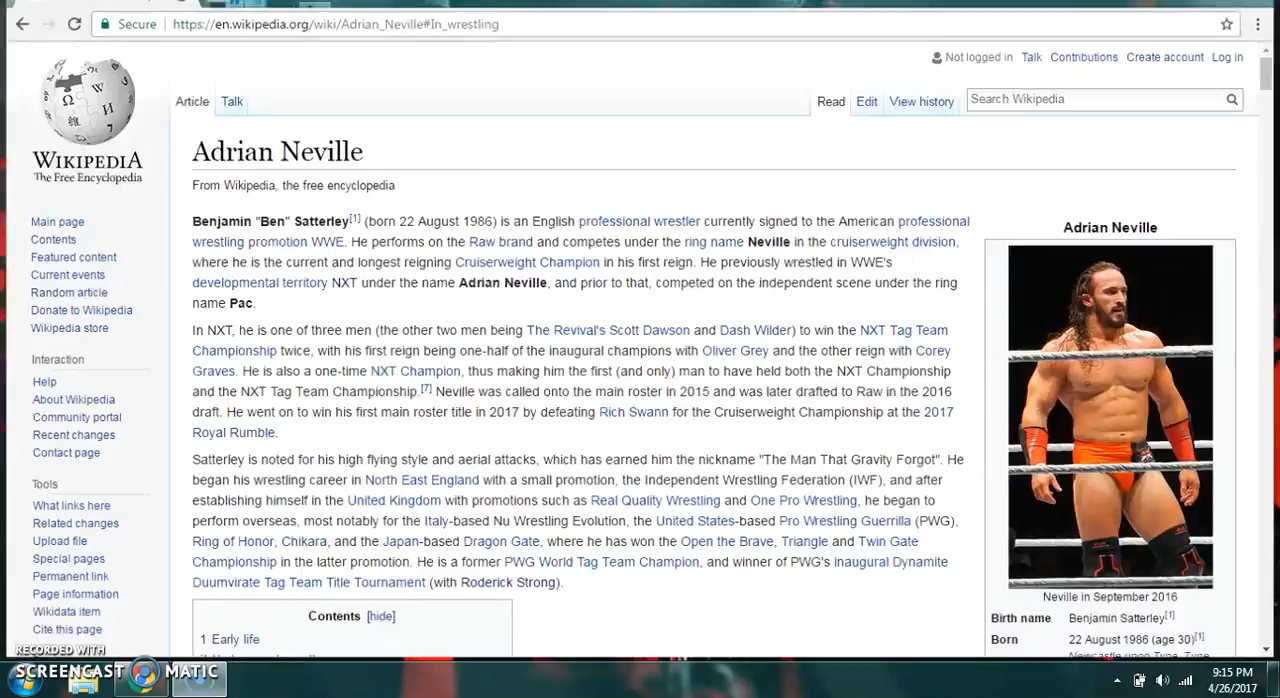 Secure https://en.wikipedia.org/wiki/Adrian_Neville#In_wrestling
Not logged in Talk Contributions Create account Log in
Article Talk Read Edit View history Search Wikipedia
WIKIPEDIA
The Free Encyclopedia
Main page
Contents
Featured content
Current events
Random article
Donate to Wikipedia
Wikipedia store
Interaction
Help
About Wikipedia
Community portal
Recent changes
Contact page
Tools
What links here
Related changes
Upload file
Special pages
Permanent link
Page information
Wikidata item
Cite this page
Adrian Neville
From Wikipedia, the free encyclopedia
Benjamin "Ben" Satterley[1] (born 22 August 1986) is an English professional wrestler currently signed to the American professional
wrestling promotion WWE. He performs on the Raw brand and competes under the ring name Neville in the cruiserweight division,
where he is the current and longest reigning Cruiserweight Champion in his first reign. He previously wrestled in WWE's
developmental territory NXT under the name Adrian Neville, and prior to that, competed on the independent scene under the ring
name Pac.
In NXT, he is one of three men (the other two men being The Revival's Scott Dawson and Dash Wilder) to win the NXT Tag Team
Championship twice, with his first reign being one-half of the inaugural champions with Oliver Grey and the other reign with Corey
Graves. He is also a one-time NXT Champion, thus making him the first (and only) man to have held both the NXT Championship
and the NXT Tag Team Championship.[7] Neville was called onto the main roster in 2015 and was later drafted to Raw in the 2016
draft. He went on to win his first main roster title in 2017 by defeating Rich Swann for the Cruiserweight Championship at the 2017
Royal Rumble.
Satterley is noted for his high flying style and aerial attacks, which has earned him the nickname "The Man That Gravity Forgot". He
began his wrestling career in North East England with a small promotion, the Independent Wrestling Federation (IWF), and after
establishing himself in the United Kingdom with promotions such as Real Quality Wrestling and One Pro Wrestling, he began to
perform overseas, most notably for the Italy-based Nu Wrestling Evolution, the United States-based Pro Wrestling Guerrilla (PWG),
Ring of Honor, Chikara, and the Japan-based Dragon Gate, where he has won the Open the Brave, Triangle and Twin Gate
Championship in the latter promotion. He is a former PWG World Tag Team Champion, and winner of PWG's inaugural Dynamite
Duumvirate Tag Team Title Tournament (with Roderick Strong).
Contents [hide]
1 Early life
Adrian Neville
Neville in September 2016
Birth name Benjamin Satterley[1]
Born 22 August 1986 (age 30)[1]
RECORDED WITH
SCREENCAST MATIC
9:15 PM
4/26/2017